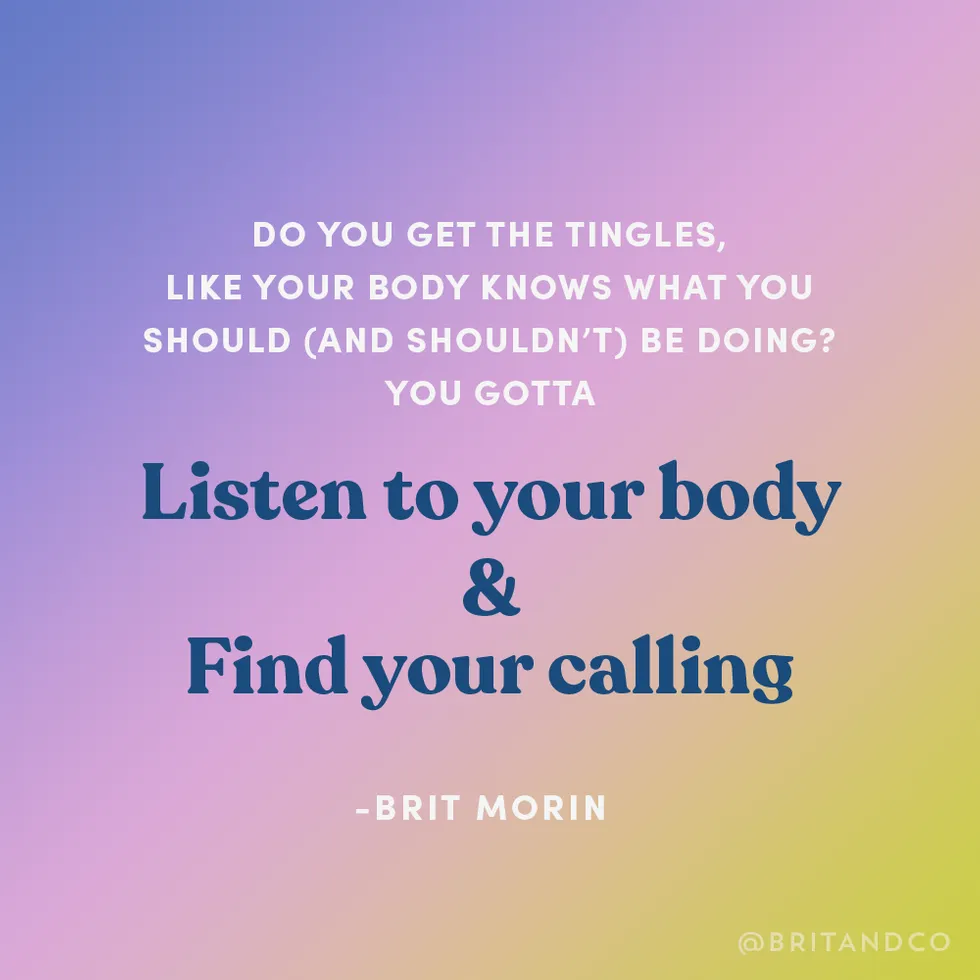 DO YOU GET THE TINGLES,
LIKE YOUR BODY KNOWS WHAT YOU
SHOULD (AND SHOULDN’T) BE DOING?
YOU GOTTA
Listen to your body
&
Find your calling
-BRIT MORIN
@BRITANDCO